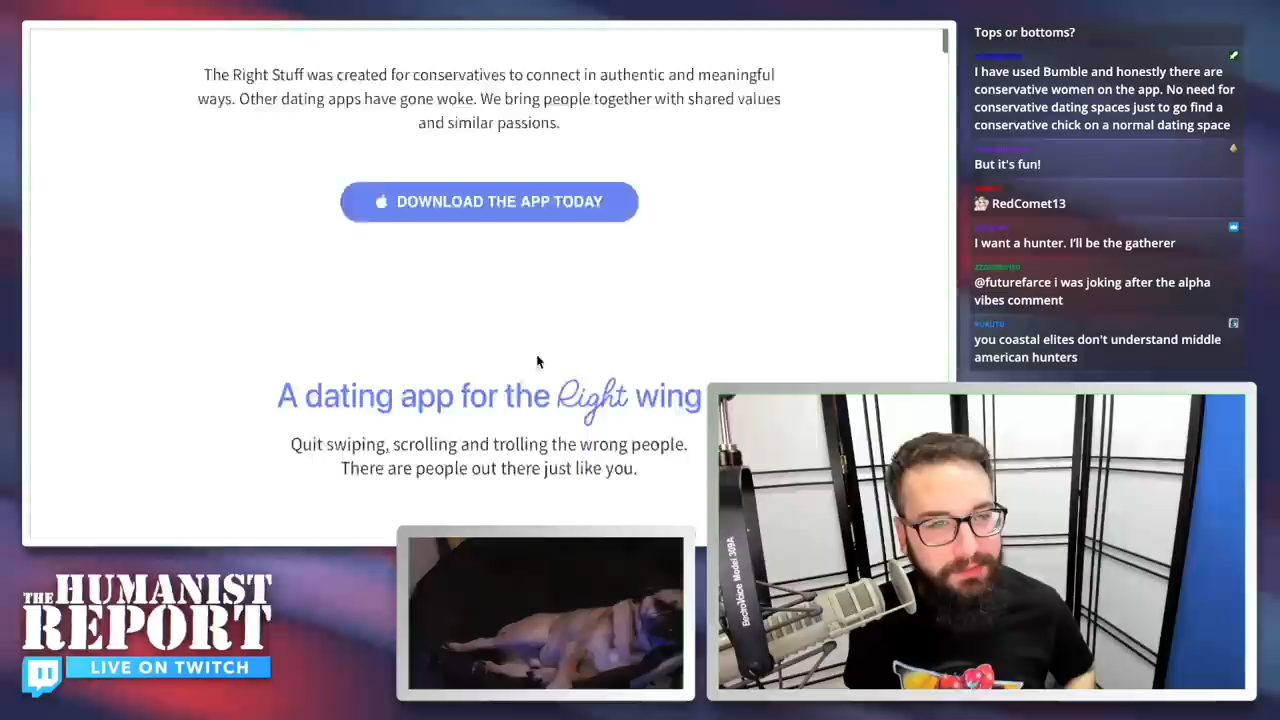 The Right Stuff was created for conservatives to connect in authentic and meaningful
ways. Other dating apps have gone woke. We bring people together with shared values
and similar passions.
DOWNLOAD THE APP TODAY
A dating app for the Right wing
Quit swiping, scrolling and trolling the wrong people.
There are people out there just like you.
Tops or bottoms?
I have used Bumble and honestly there are
conservative women on the app. No need for
conservative dating spaces just to go find a
conservative chick on a normal dating space
But it's fun!
RedComet13
I want a hunter. I'll be the gatherer
@futurefarce i was joking after the alpha
vibes comment
you coastal elites don't understand middle
american hunters
ElectroVoice Model 309A
THE HUMANIST
REPORT
LIVE ON TWITCH